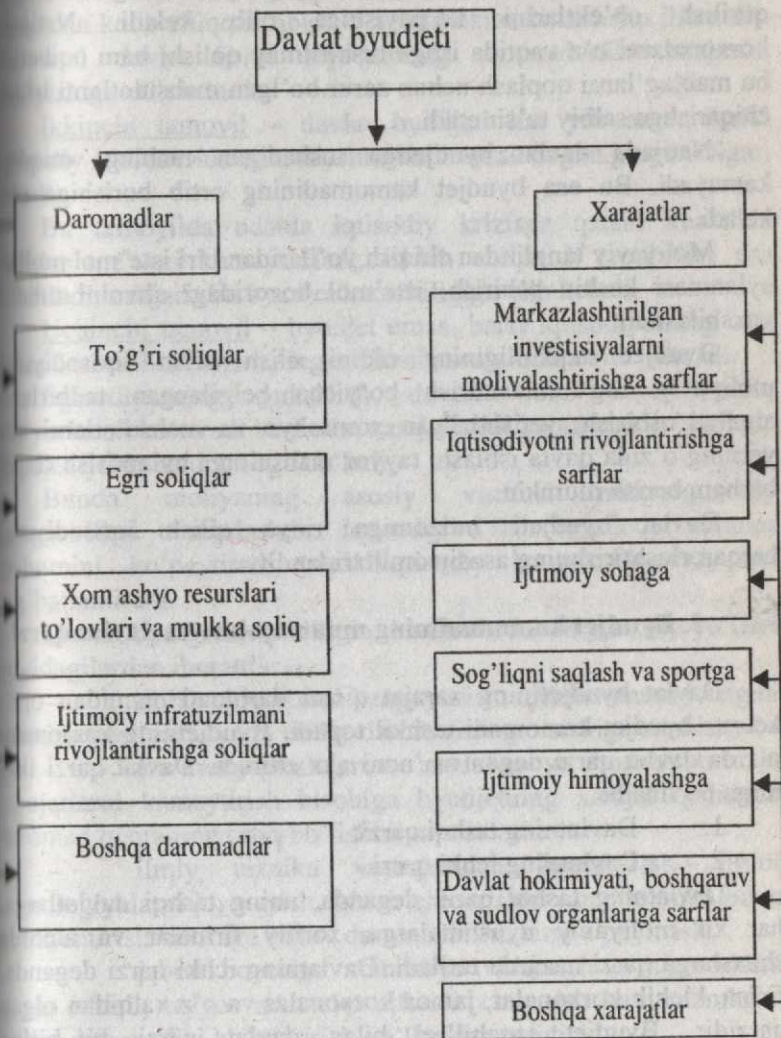 Davlat byudjeti
Daromadlar
To'g'ri soliqlar
Egri soliqlar
Xom ashyo resurslari
to'lovlari va mulkka soliq
Ijtimoiy infratuzilmani
rivojlantirishga soliqlar
Boshqa daromadlar
Xarajatlar
Markazlashtirilgan
investisiyalarni
molivalashtirishga sarflar
Iqtisodiyotni rivojlantirishga
sarflar
Ijtimoiy sohaga
Sog'liqni saqlash va sportga
Ijtimoiy himoyalashga
Davlat hokimiyati, boshqaruv
va sudlov organlariga sarflar
Boshqa xarajatlar